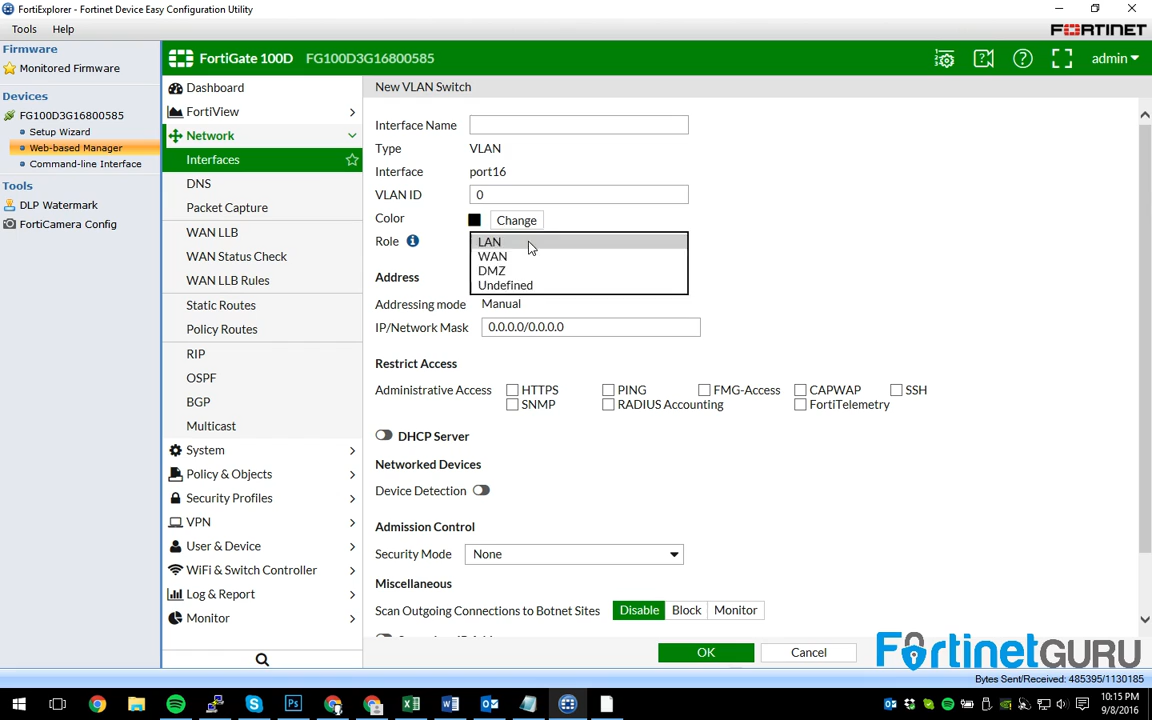 FortiExplorer - Fortinet Device Easy Configuration Utility
Tools Help
FORTINET
Firmware
Monitored Firmware
Devices
FG100D3G16800585
Setup Wizard
Web-based Manager
Command-line Interface
Tools
DLP Watermark
FortiCamera Config
FortiGate 100D FG100D3G16800585
admin
Dashboard
FortiView
Network
Interfaces
DNS
Packet Capture
WAN LLB
WAN Status Check
WAN LLB Rules
Static Routes
Policy Routes
RIP
OSPF
BGP
Multicast
System
Policy & Objects
Security Profiles
VPN
User & Device
WiFi & Switch Controller
Log & Report
Monitor
New VLAN Switch
Interface Name
Type VLAN
Interface port16
VLAN ID 0
Color Change
Role
LAN
WAN
DMZ
Undefined
Address
Addressing mode Manual
IP/Network Mask 0.0.0.0/0.0.0.0
Restrict Access
Administrative Access HTTPS PING FMG-Access CAPWAP SSH
SNMP RADIUS Accounting FortiTelemetry
DHCP Server
Networked Devices
Device Detection
Admission Control
Security Mode None
Miscellaneous
Scan Outgoing Connections to Botnet Sites Disable Block Monitor
OK Cancel
FortinetGURU
Bytes Sent/Received: 485395/1130185
10:15 PM
9/8/2016